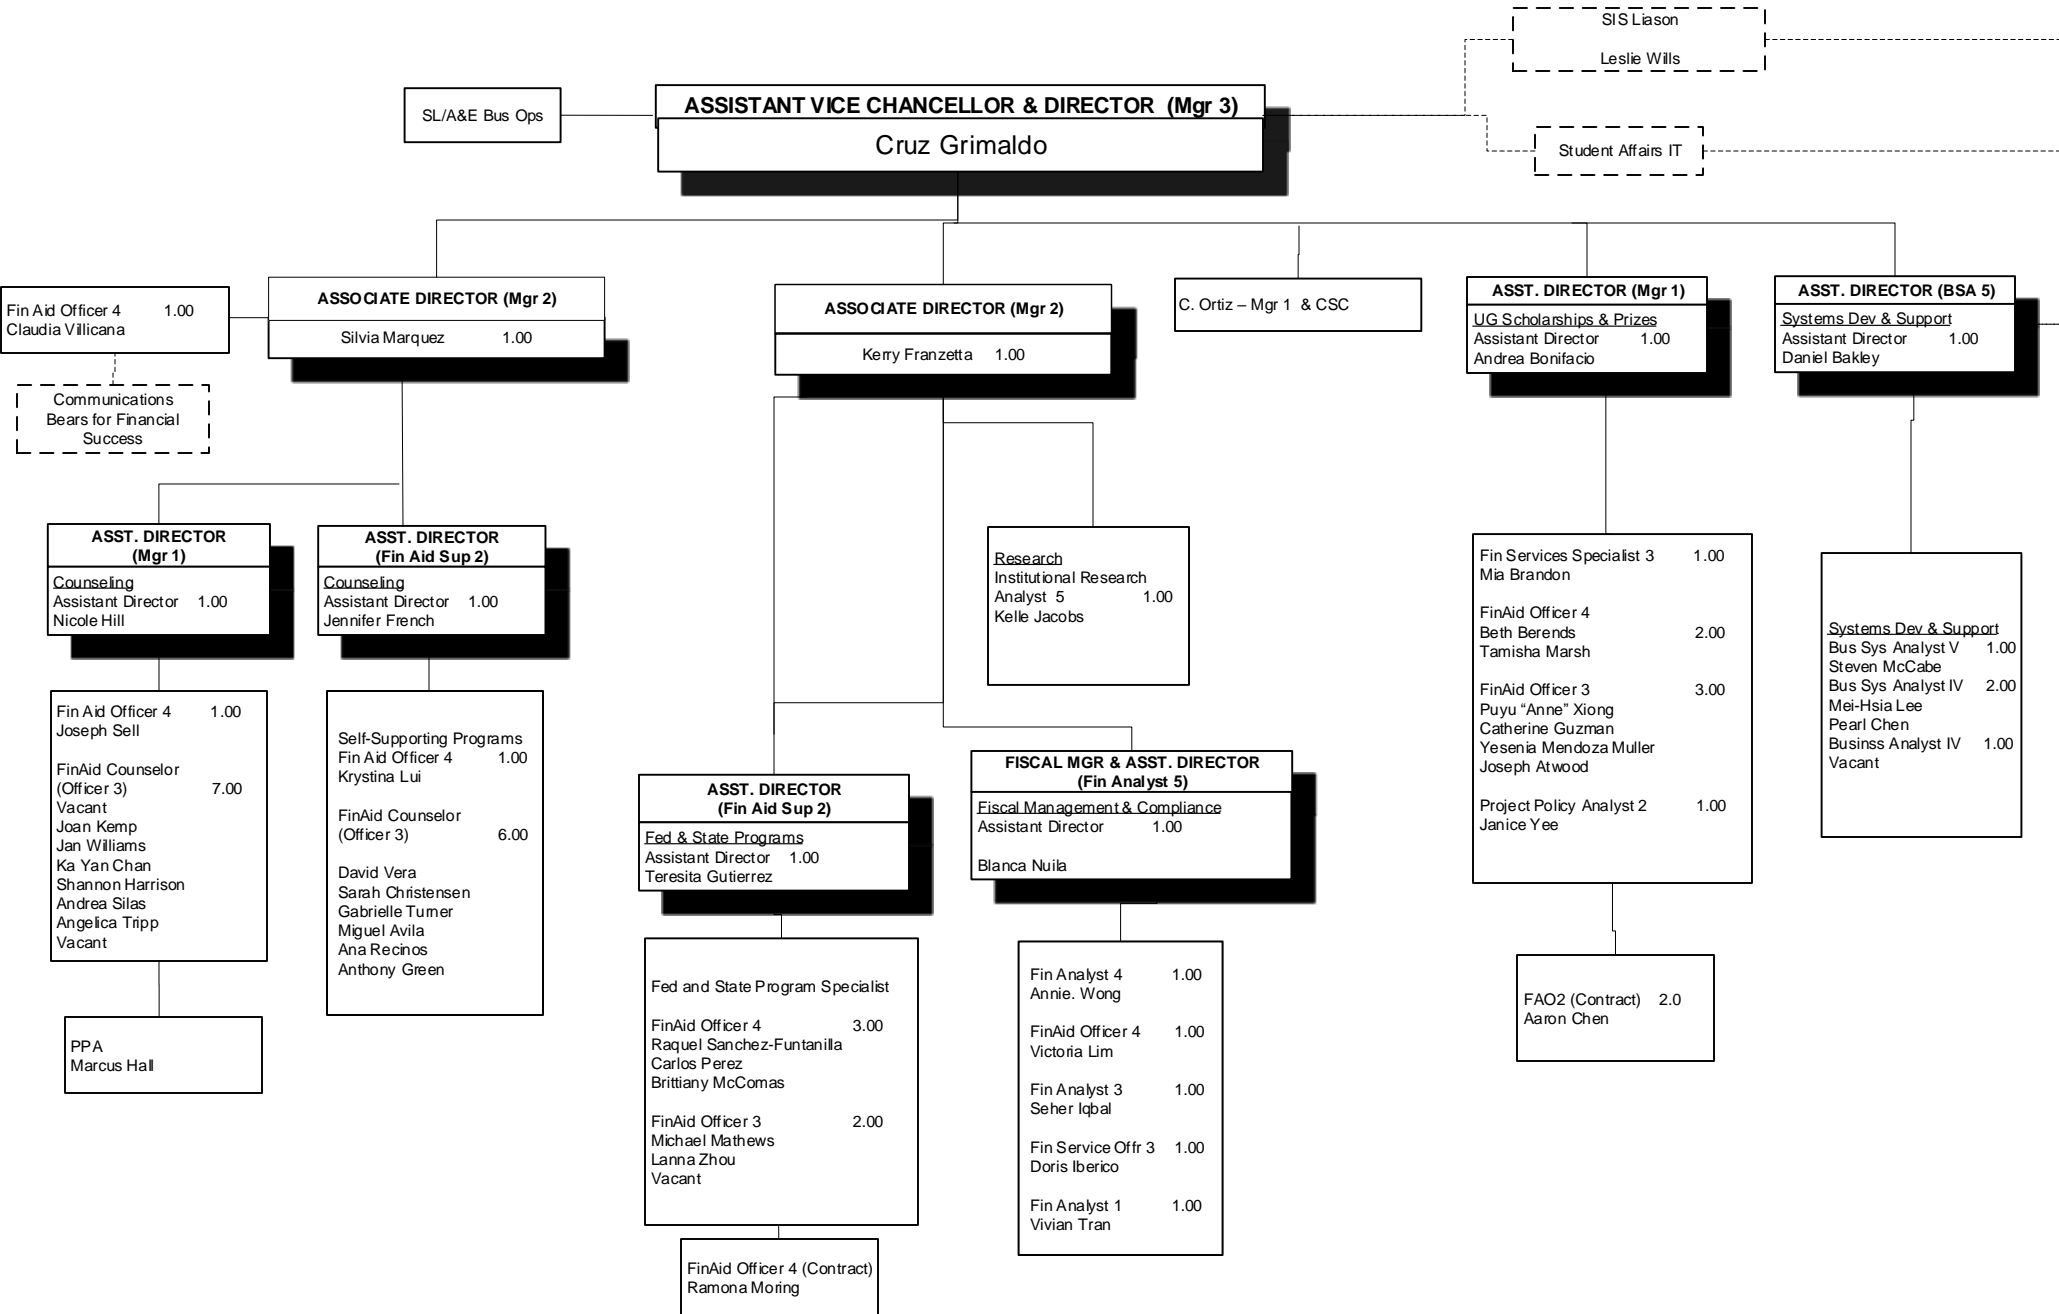 SIS Liason
Leslie Wills
SL/A&E Bus Ops
ASSISTANT VICE CHANCELLOR & DIRECTOR (Mgr 3)
Cruz Grimaldo
Student Affairs IT
Fin Aid Officer 4 1.00
Claudia Villicana
Communications
Bears for Financial
Success
ASSOCIATE DIRECTOR (Mgr 2)
Silvia Marquez 1.00
ASSOCIATE DIRECTOR (Mgr 2)
Kerry Franzetta 1.00
C. Ortiz – Mgr 1 & CSC
ASST. DIRECTOR (Mgr 1)
UG Scholarships & Prizes
Assistant Director 1.00
Andrea Bonifacio
ASST. DIRECTOR (BSA 5)
Systems Dev & Support
Assistant Director 1.00
Daniel Bakley
ASST. DIRECTOR
(Mgr 1)
Counseling
Assistant Director 1.00
Nicole Hill
ASST. DIRECTOR
(Fin Aid Sup 2)
Counseling
Assistant Director 1.00
Jennifer French
Research
Institutional Research
Analyst 5 1.00
Kelle Jacobs
Fin Services Specialist 3 1.00
Mia Brandon
FinAid Officer 4
Beth Berends 2.00
Tamisha Marsh
FinAid Officer 3 3.00
Puyu “Anne” Xiong
Catherine Guzman
Yesenia Mendoza Muller
Joseph Atwood
Project Policy Analyst 2 1.00
Janice Yee
Systems Dev & Support
Bus Sys Analyst V 1.00
Steven McCabe
Bus Sys Analyst IV 2.00
Mei-Hsia Lee
Pearl Chen
Businss Analyst IV 1.00
Vacant
Fin Aid Officer 4 1.00
Joseph Sell
FinAid Counselor
(Officer 3) 7.00
Vacant
Joan Kemp
Jan Williams
Ka Yan Chan
Shannon Harrison
Andrea Silas
Angelica Tripp
Vacant
Self-Supporting Programs
Fin Aid Officer 4 1.00
Krystina Lui
FinAid Counselor
(Officer 3) 6.00
David Vera
Sarah Christensen
Gabrielle Turner
Miguel Avila
Ana Recinos
Anthony Green
ASST. DIRECTOR
(Fin Aid Sup 2)
Fed & State Programs
Assistant Director 1.00
Teresita Gutierrez
FISCAL MGR & ASST. DIRECTOR
(Fin Analyst 5)
Fiscal Management & Compliance
Assistant Director 1.00
Blanca Nuila
PPA
Marcus Hall
Fed and State Program Specialist
FinAid Officer 4 3.00
Raquel Sanchez-Funtanilla
Carlos Perez
Brittiany McComas
FinAid Officer 3 2.00
Michael Mathews
Lanna Zhou
Vacant
Fin Analyst 4 1.00
Annie. Wong
FinAid Officer 4 1.00
Victoria Lim
Fin Analyst 3 1.00
Seher Iqbal
Fin Service Offr 3 1.00
Doris Iberico
Fin Analyst 1 1.00
Vivian Tran
FAO2 (Contract) 2.0
Aaron Chen
FinAid Officer 4 (Contract)
Ramona Moring